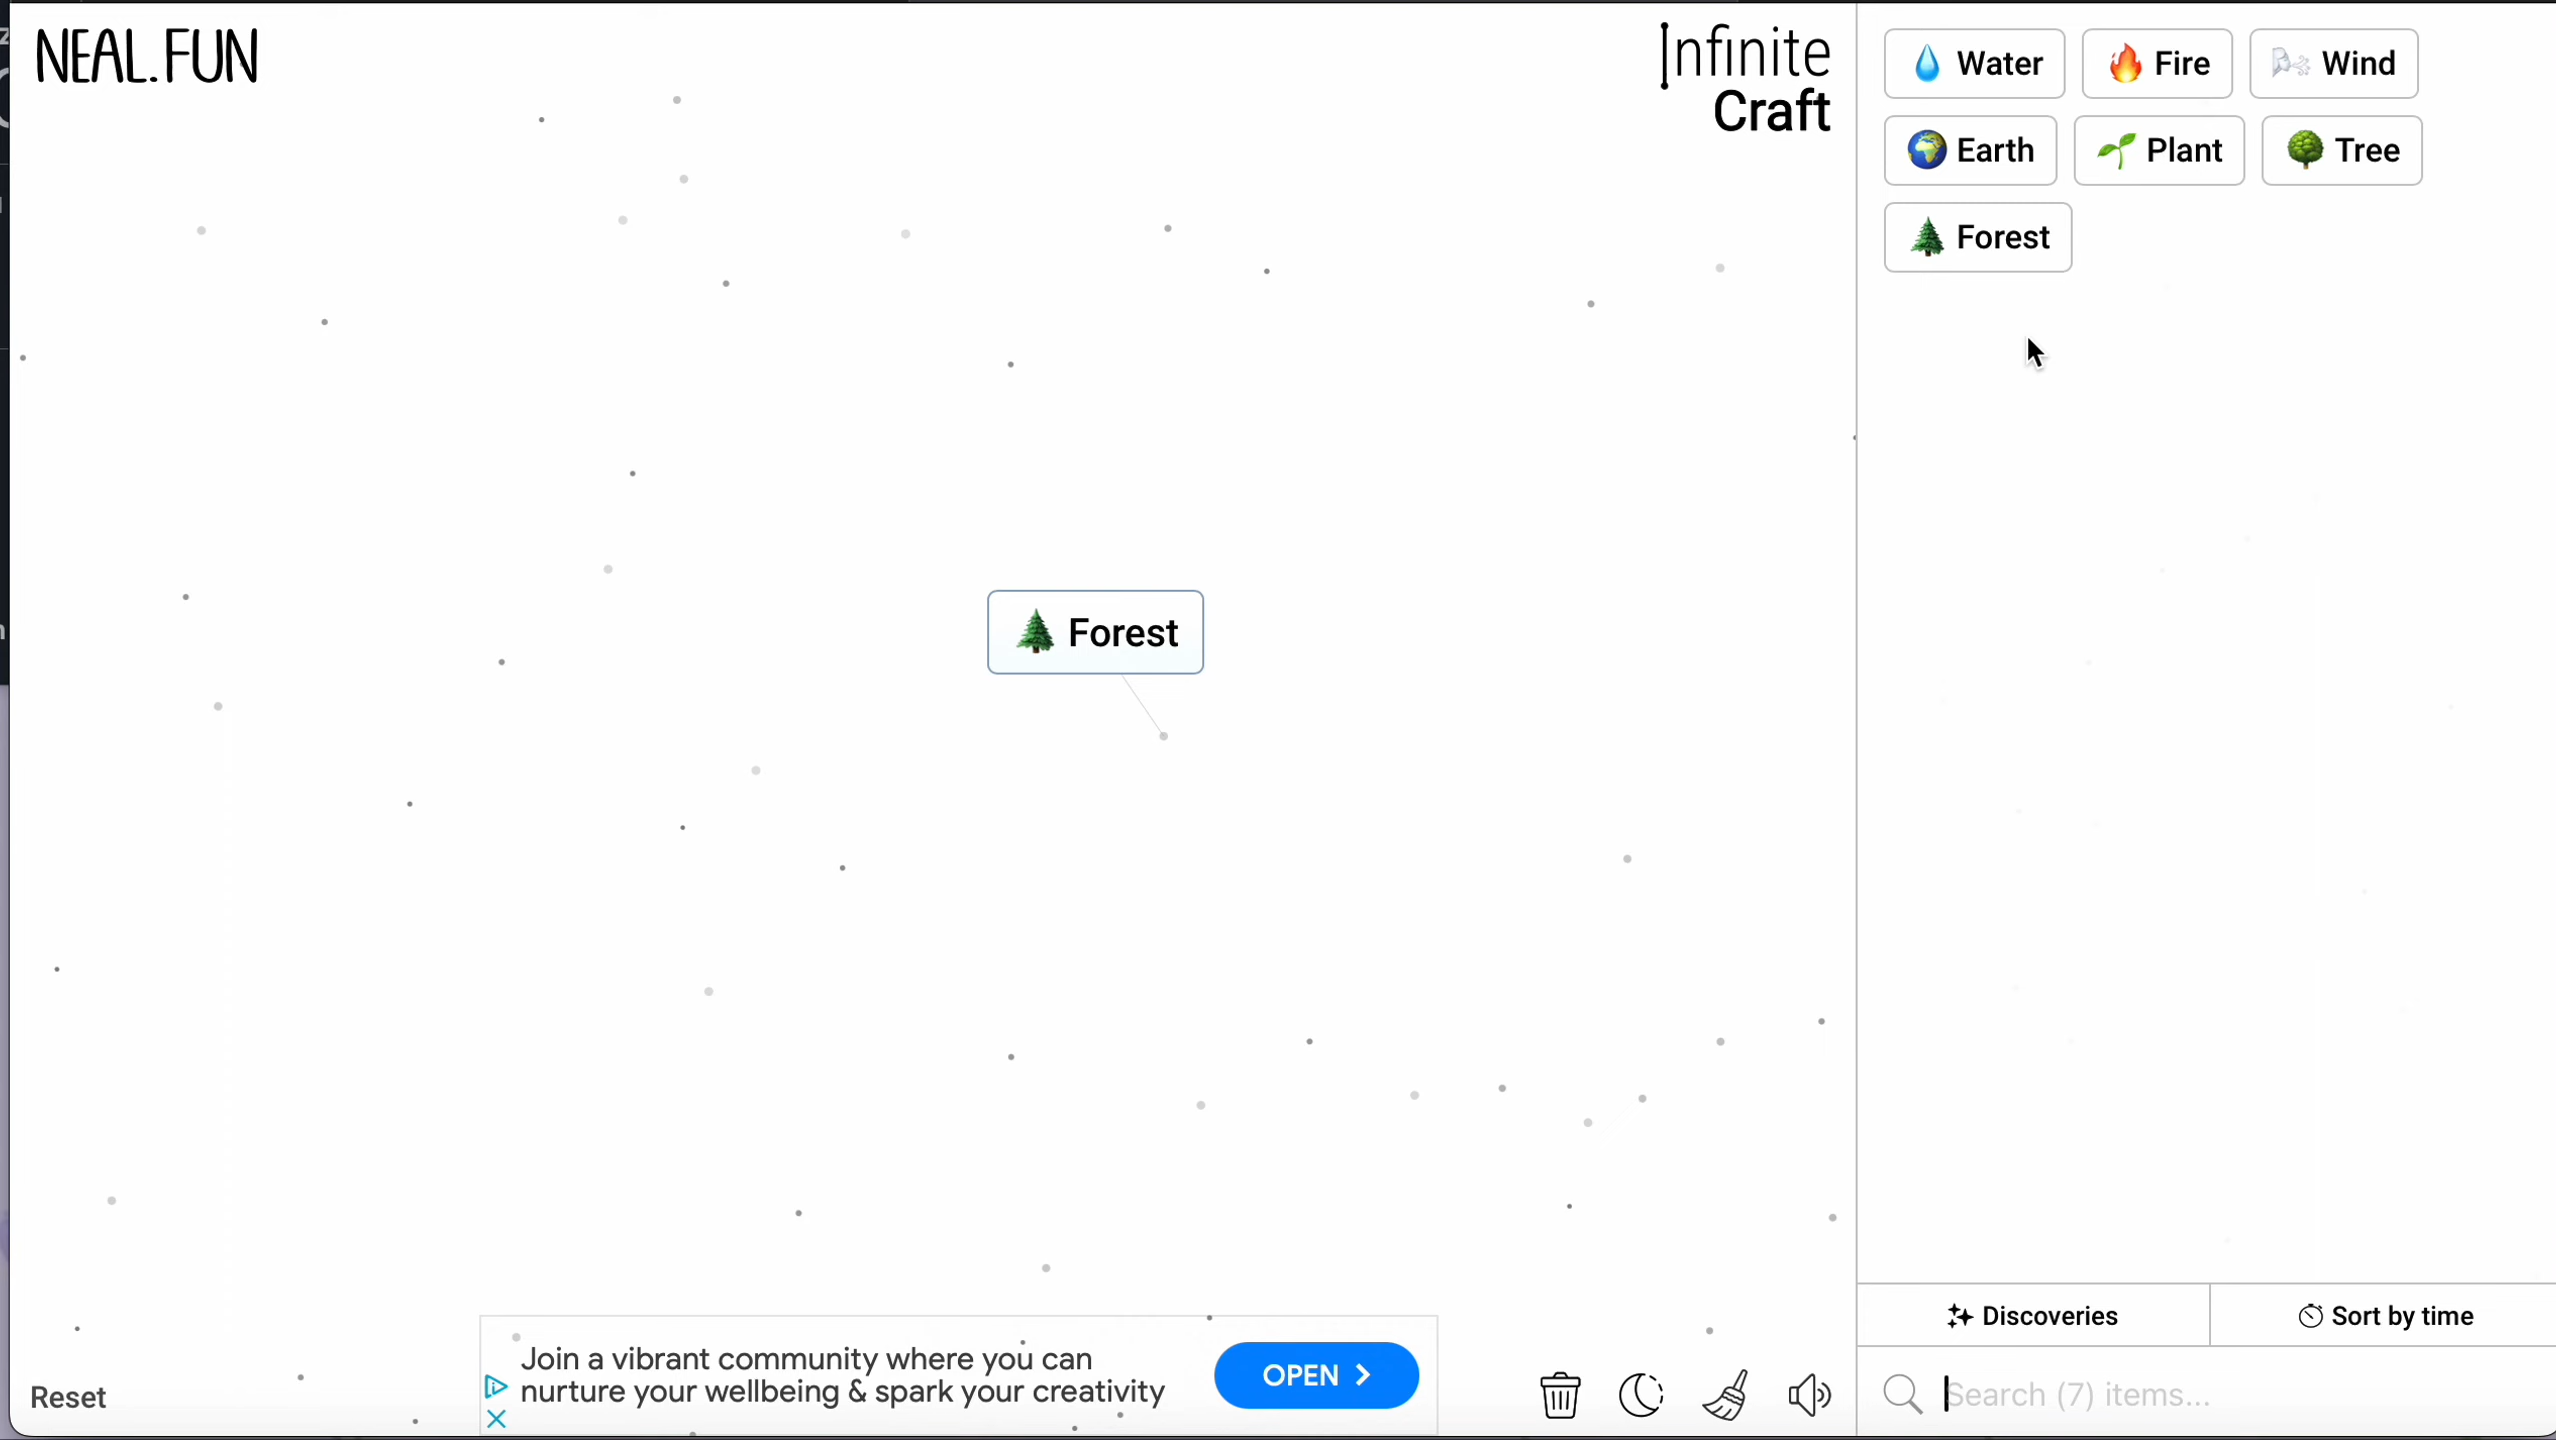 NEAL.FUN
Infinite
Craft
Water
Fire
Wind
Earth
Plant
Tree
Forest
Forest
Discoveries
Sort by time
Search (7) items...
Join a vibrant community where you can
nurture your wellbeing & spark your creativity
OPEN
Reset